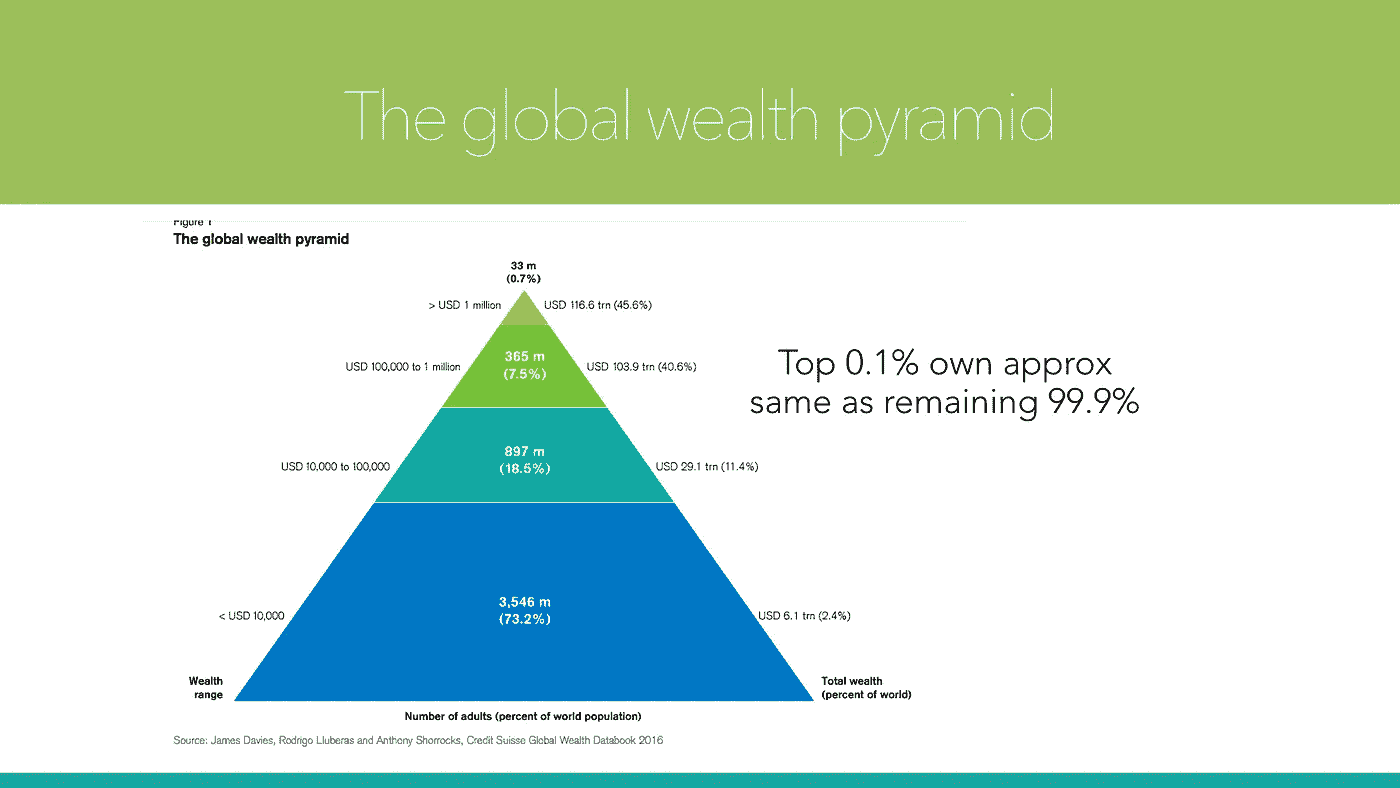 The global wealth pyramid
Figure 1
The global wealth pyramid
33 m
(0.7%)
> USD 1 million
USD 116.6 trn (45.6%)
365 m
(7.5%)
USD 100,000 to 1 million
USD 103.9 trn (40.6%)
Top 0.1% own approx
same as remaining 99.9%
897 m
(18.5%)
USD 10,000 to 100,000
USD 29.1 trn (11.4%)
3,546 m
(73.2%)
< USD 10,000
USD 6.1 trn (2.4%)
Wealth
range
Total wealth
(percent of world)
Number of adults (percent of world population)
Source: James Davies, Rodrigo Lluberas and Anthony Shorrocks, Credit Suisse Global Wealth Databook 2016